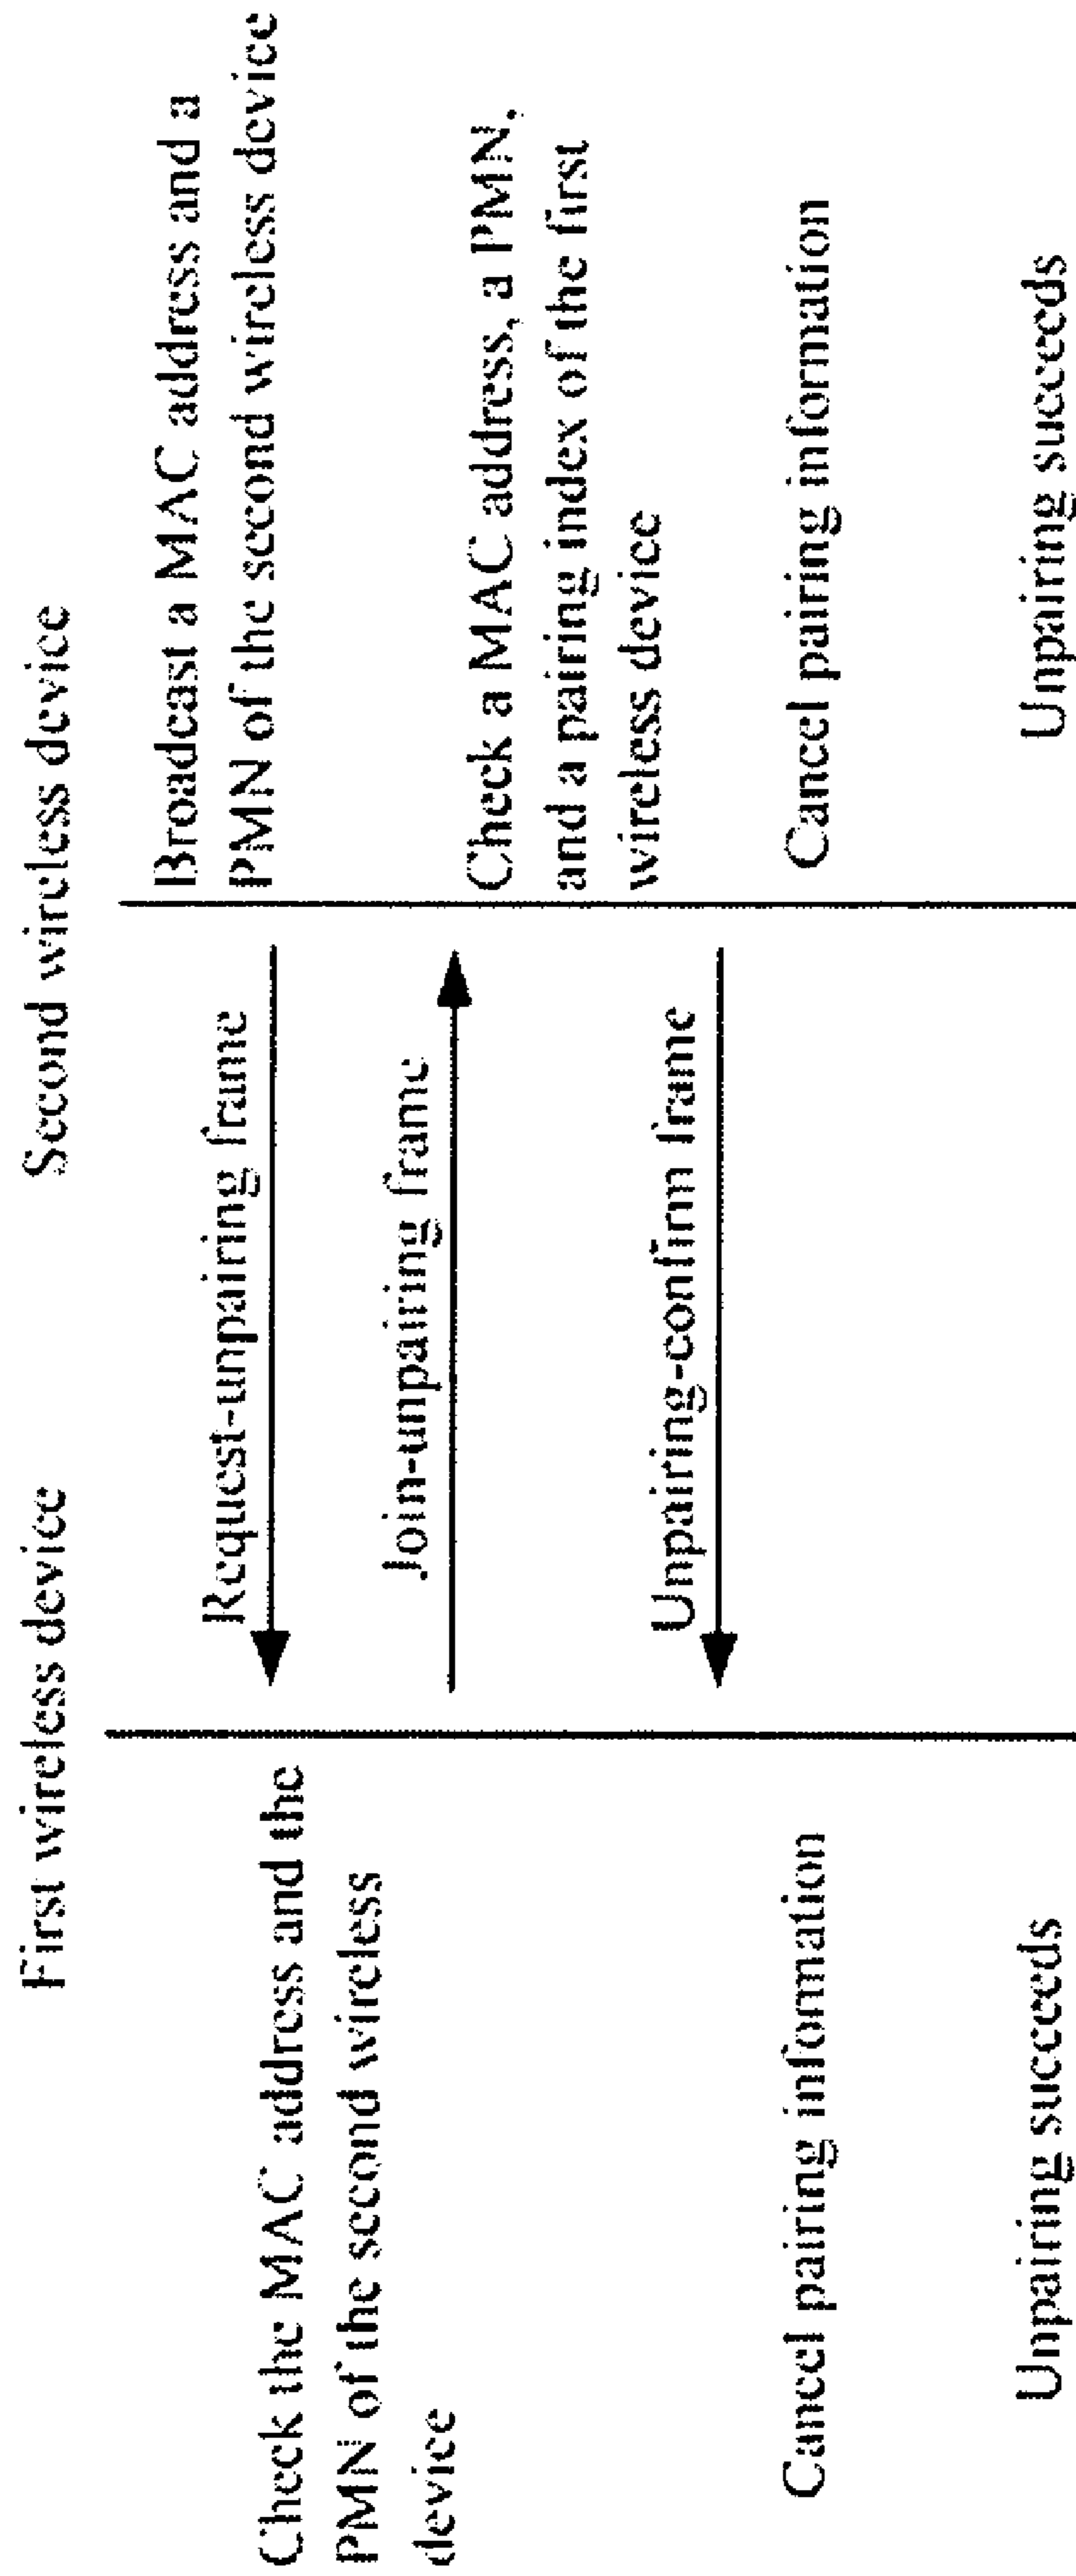 First wireless device
Second wireless device
Broadcast a MAC address and a
PMN of the second wireless device
Request-unpairing frame
Check the MAC address and the
PMN of the second wireless
device
Join-unpairing frame
Check a MAC address, a PMN,
and a pairing index of the first
wireless device
Unpairing-confirm frame
Cancel pairing information
Cancel pairing information
Unpairing succeeds
Unpairing succeeds